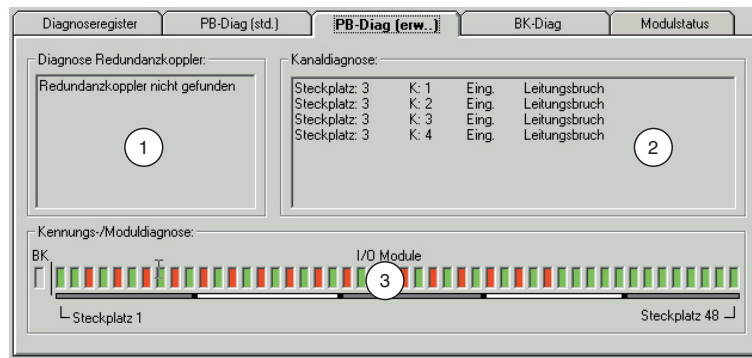 Diagnoseregister PB-Diag (std.) PB-Diag (erw..) BK-Diag Modulstatus
Diagnose Redundanzkoppler:
Redundanzkoppler nicht gefunden
1
Kanaldiagnose:
Steckplatz: 3 K: 1 Eing. Leitungsbruch
Steckplatz: 3 K: 2 Eing. Leitungsbruch
Steckplatz: 3 K: 3 Eing. Leitungsbruch
Steckplatz: 3 K: 4 Eing. Leitungsbruch
2
Kennungs-/Moduldiagnose:
BK I/O Module
3
Steckplatz 1 Steckplatz 48